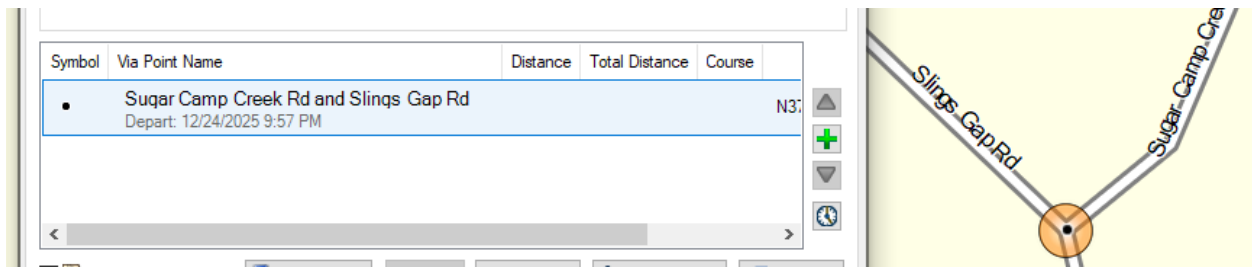 Symbol Via Point Name Distance Total Distance Course
Sugar Camp Creek Rd and Slings Gap Rd
N37
Depart: 12/24/2025 9:57 PM
Slings Gap Rd
Sugar Camp Cre